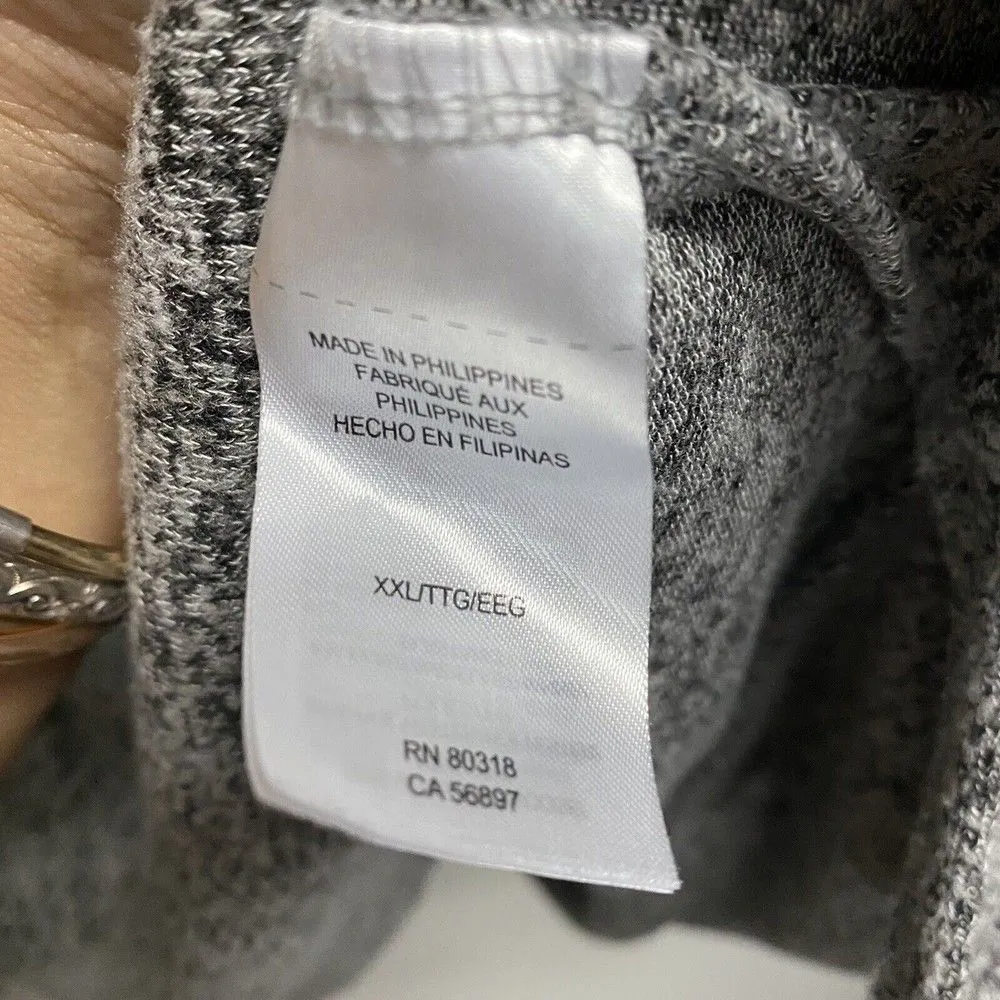 MADE IN PHILIPPINES
FABRIQUÉ AUX
PHILIPPINES
HECHO EN FILIPINAS
XXL/TTG/EEG
RN 80318
CA 56897